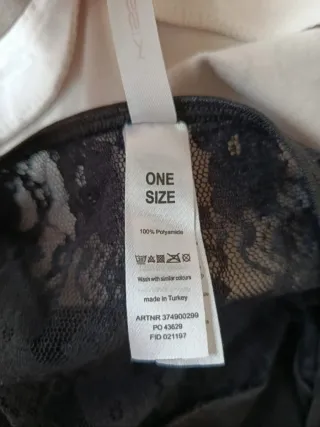 ONE
SIZE
100% Polyamide
Wash with similar colours
made in Turkey
ARTNR 374900299
PO 43629
FID 021197